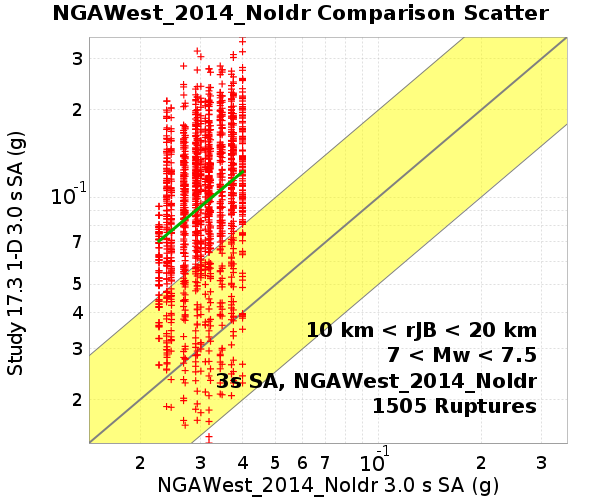 NGAWest_2014_NoIdr Comparison Scatter
Study 17.3 1-D 3.0 s SA (g)
3
2
10-1
7
5
4
3
2
10 km < rJB < 20 km
7 < Mw < 7.5
3s SA, NGAWest_2014_NoIdr
1505 Ruptures
2 3 4 5 6 7 10-1 2 3
NGAWest_2014_NoIdr 3.0 s SA (g)